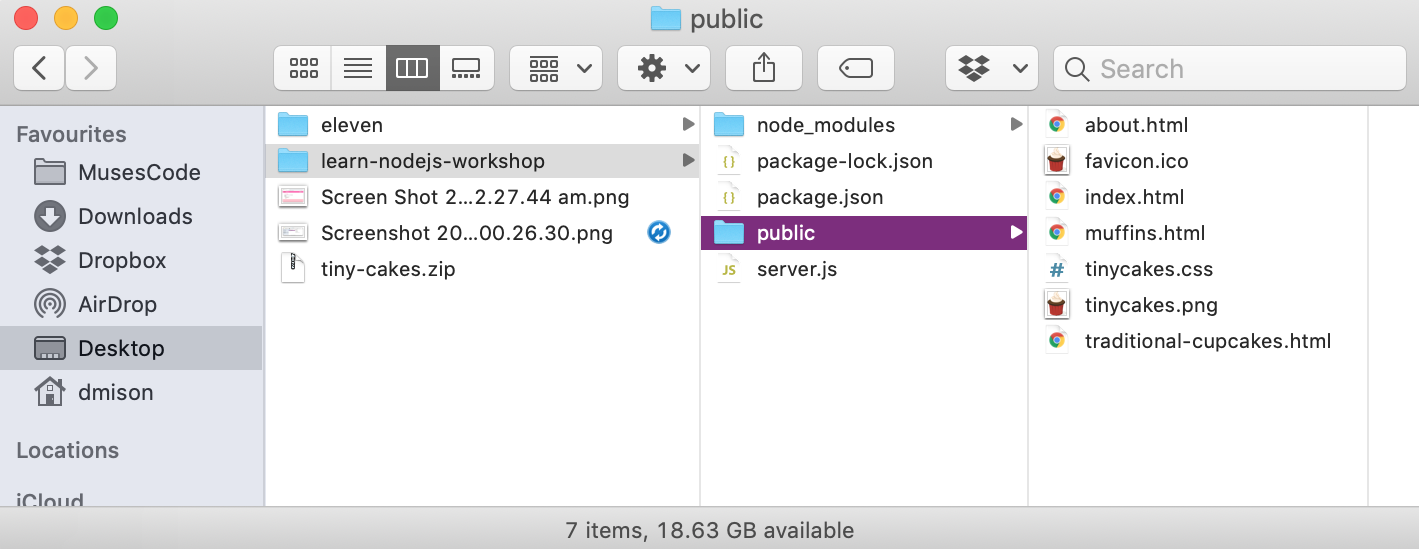 public
Search
Favourites
MusesCode
Downloads
Dropbox
AirDrop
Desktop
dmison
Locations
iCloud
eleven
learn-nodejs-workshop
Screen Shot 2...2.27.44 am.png
Screenshot 20...00.26.30.png
tiny-cakes.zip
node_modules
{ } package-lock.json
{ } package.json
public
JS server.js
about.html
favicon.ico
index.html
muffins.html
# tinycakes.css
tinycakes.png
traditional-cupcakes.html
7 items, 18.63 GB available